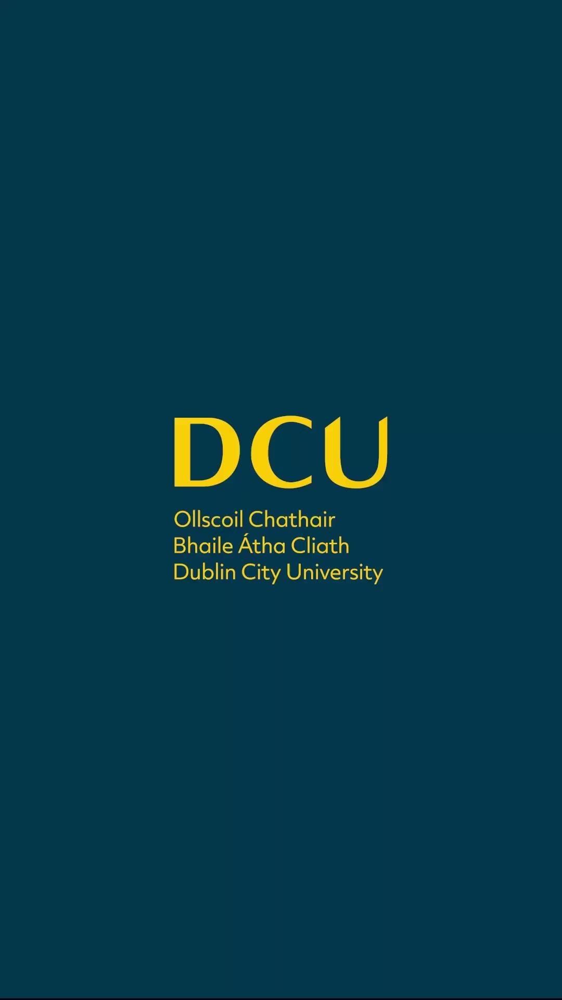 DCU
Ollscoil Chathair
Bhaile Átha Cliath
Dublin City University